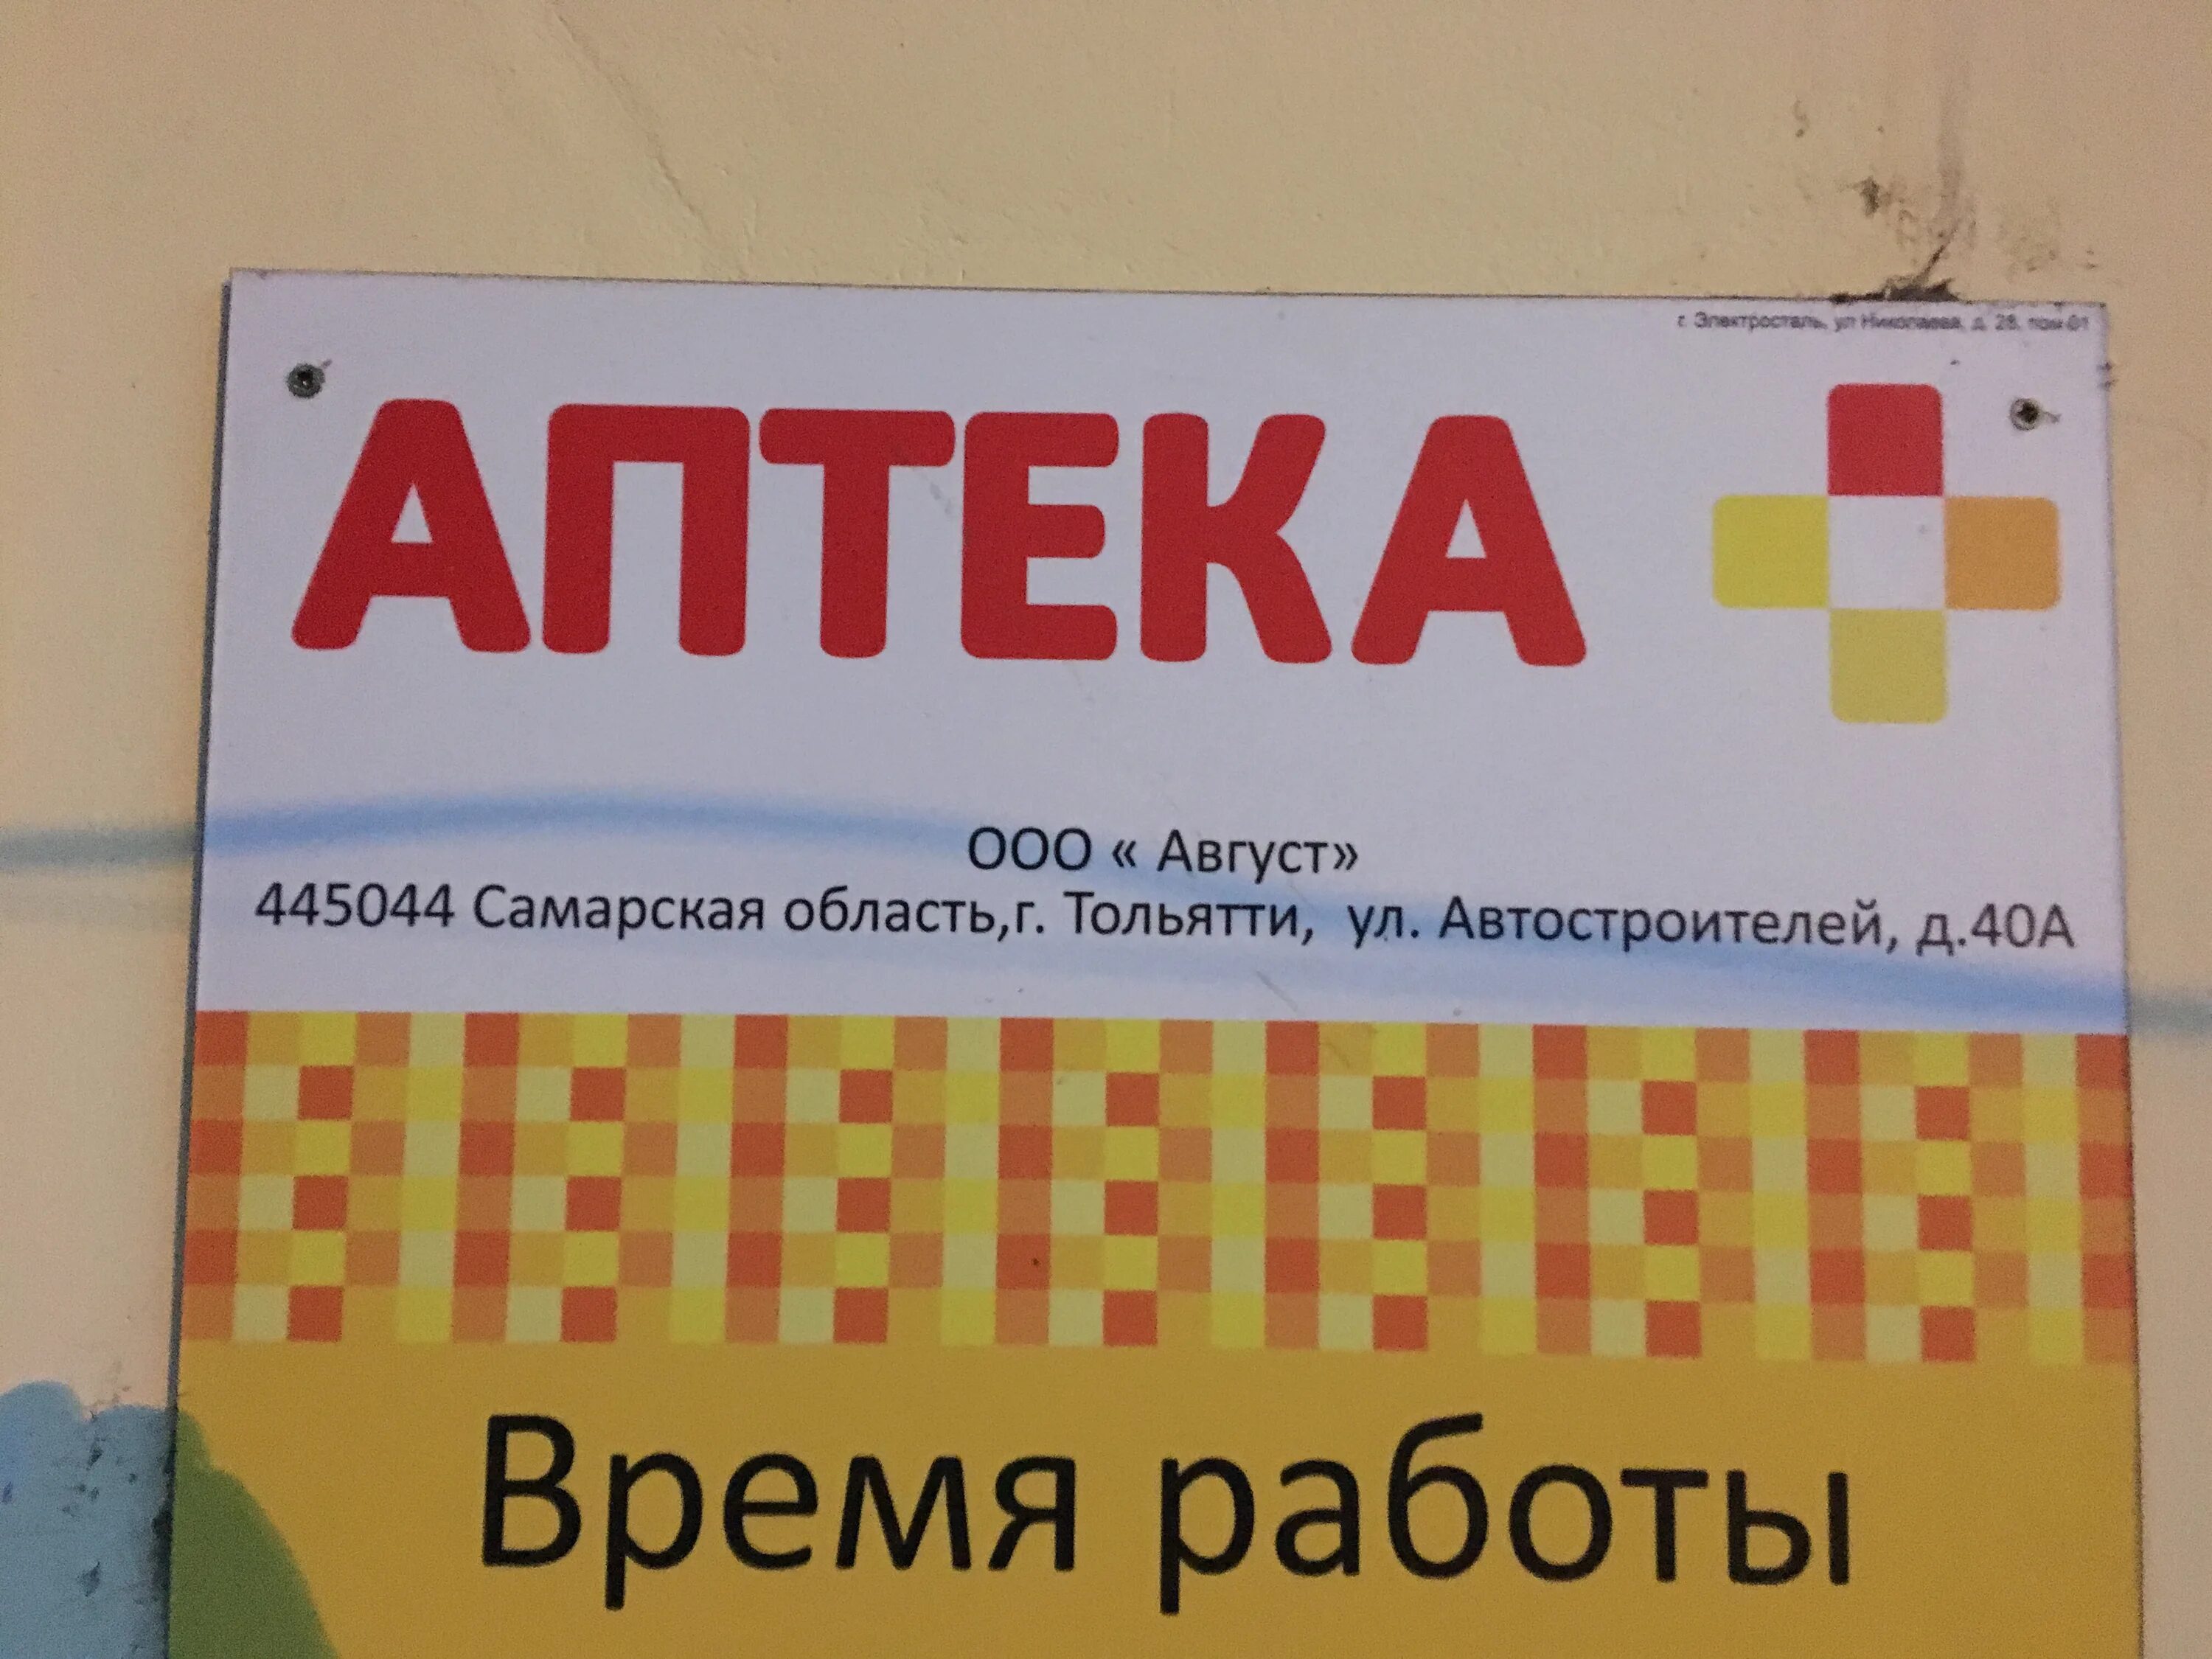 г. Электросталь, ул Николаева, д. 28, пом 01
АПТЕКА
ООО « Август»
445044 Самарская область,г. Тольятти, ул. Автостроителей, д.40А
Время работы